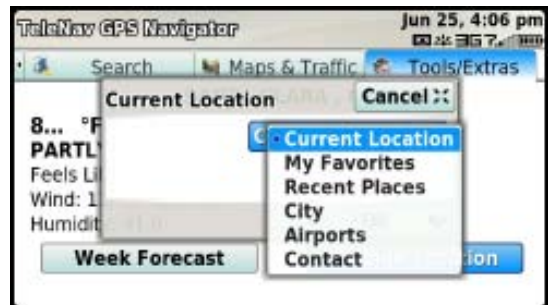 TeleNav GPS Navigator
Jun 25, 4:06 pm
Search
Maps & Traffic
Tools/Extras
Current Location
Cancel
8... °F
PARTL
Feels Li
Wind: 1
Humidit
Current Location
My Favorites
Recent Places
City
Airports
Contact
Week Forecast